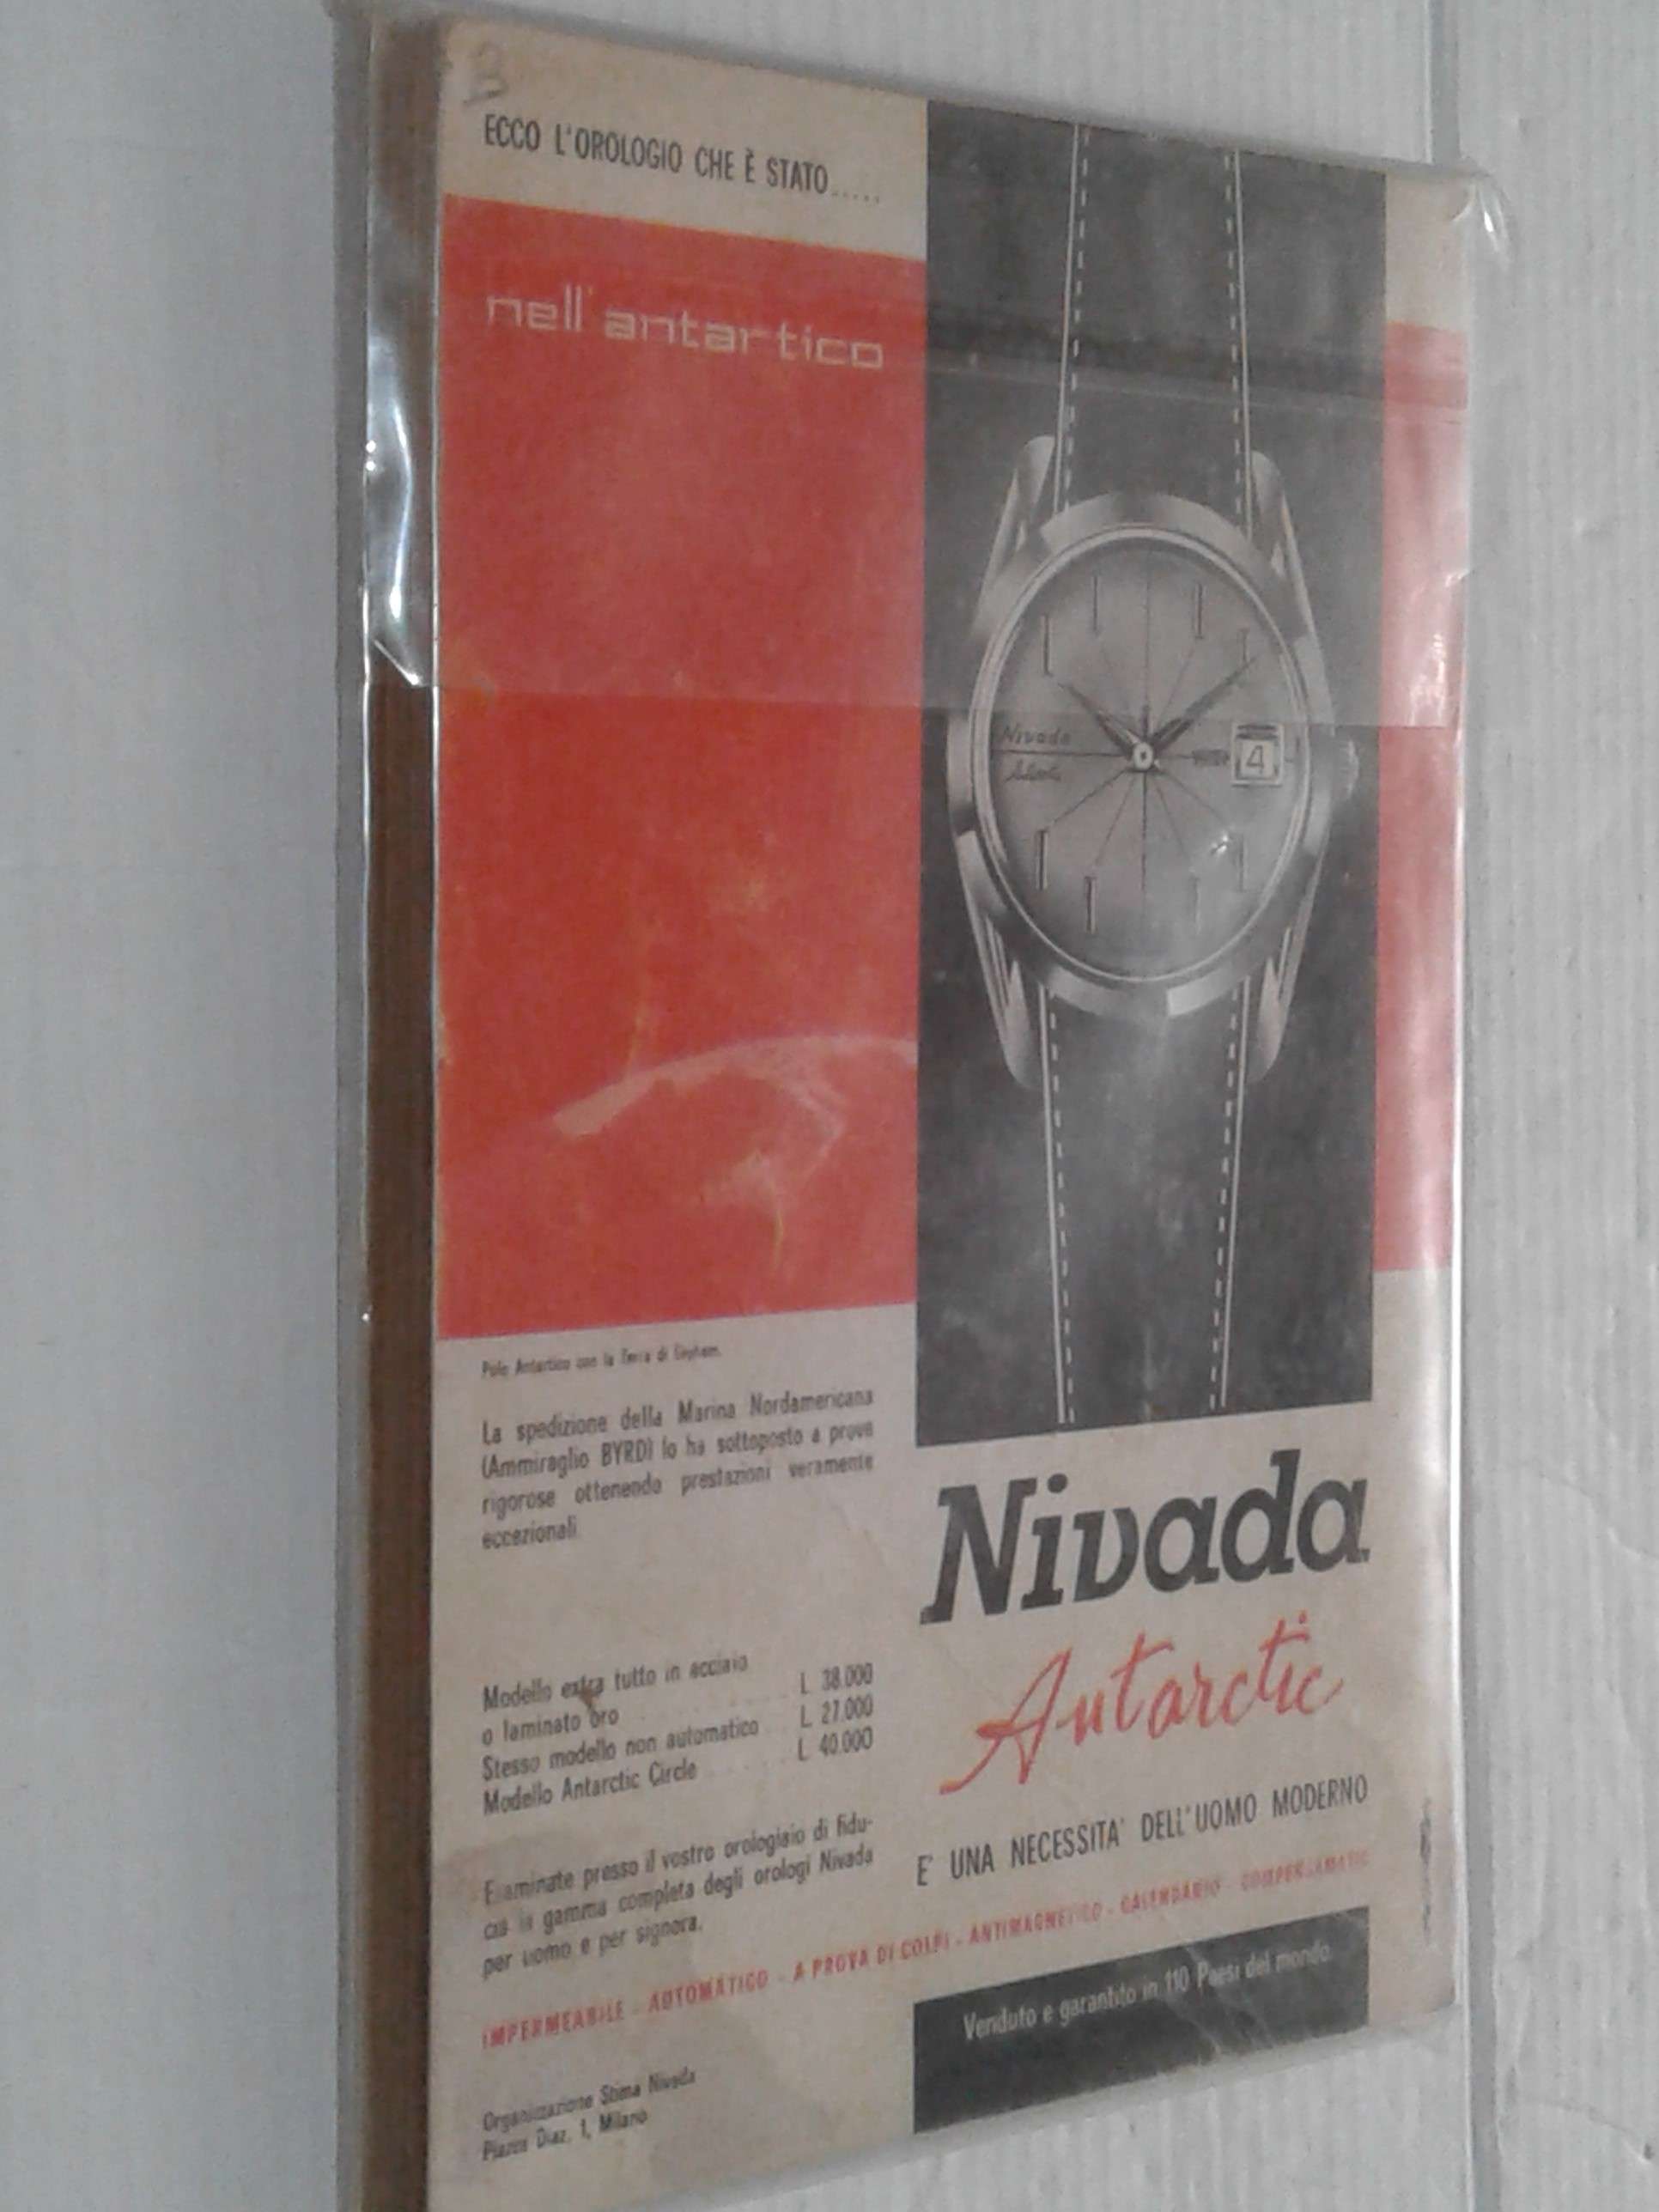 ECCO L'OROLOGIO CHE È STATO.....
nell'antartico
Nivada
4
Polo Antartico con la Terra di
La spedizione della Marina Nordamericana
(Ammiraglio BYRD) lo ha sottoposto a prove
rigorose ottenendo prestazioni veramente
eccezionali
Modello extra tutto in acciaio
o laminato oro L. 38.000
Stesso modello non automatico L. 27.000
Modello Antarctic Circle L. 40.000
Esaminate presso il vostro orologiaio di fidu-
cia la gamma completa degli orologi Nivada
per uomo e per signora.
Nivada
Antarctic
E' UNA NECESSITA' DELL'UOMO MODERNO
IMPERMEABILE - AUTOMATICO - A PROVA DI COLPI - ANTIMAGNETICO - CALENDARIO - COMPENSAMATIC
Venduto e garantito in 110 Paesi del mondo
Organizzazione Stima Nivada
Piazza Diaz, 1, Milano